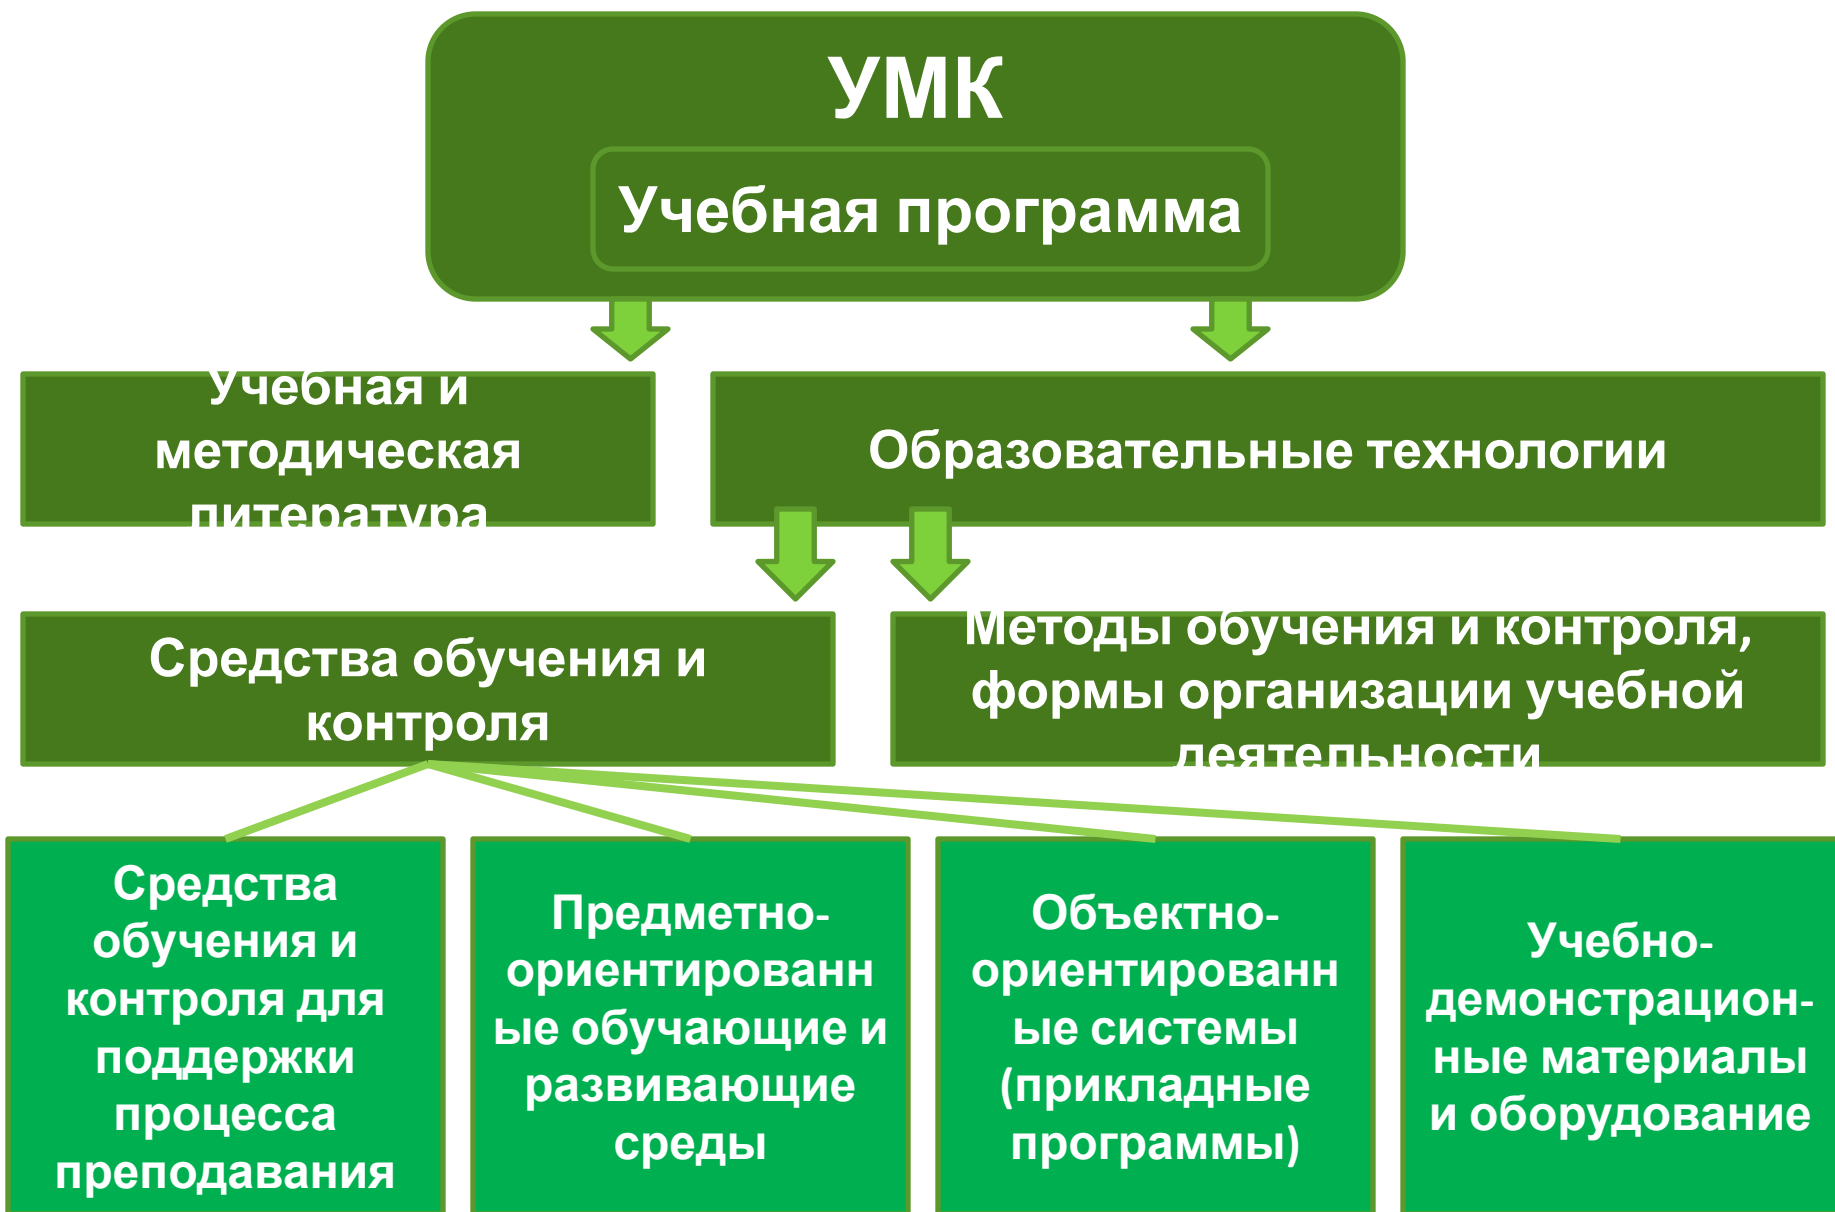 УМК
Учебная программа
Учебная и
методическая
литература
Образовательные технологии
Средства обучения и
контроля
Методы обучения и контроля,
формы организации учебной
деятельности
Средства
обучения и
контроля для
поддержки
процесса
преподавания
Предметно-
ориентированн
ые обучающие и
развивающие
среды
Объектно-
ориентированн
ые системы
(прикладные
программы)
Учебно-
демонстрацион-
ные материалы
и оборудование